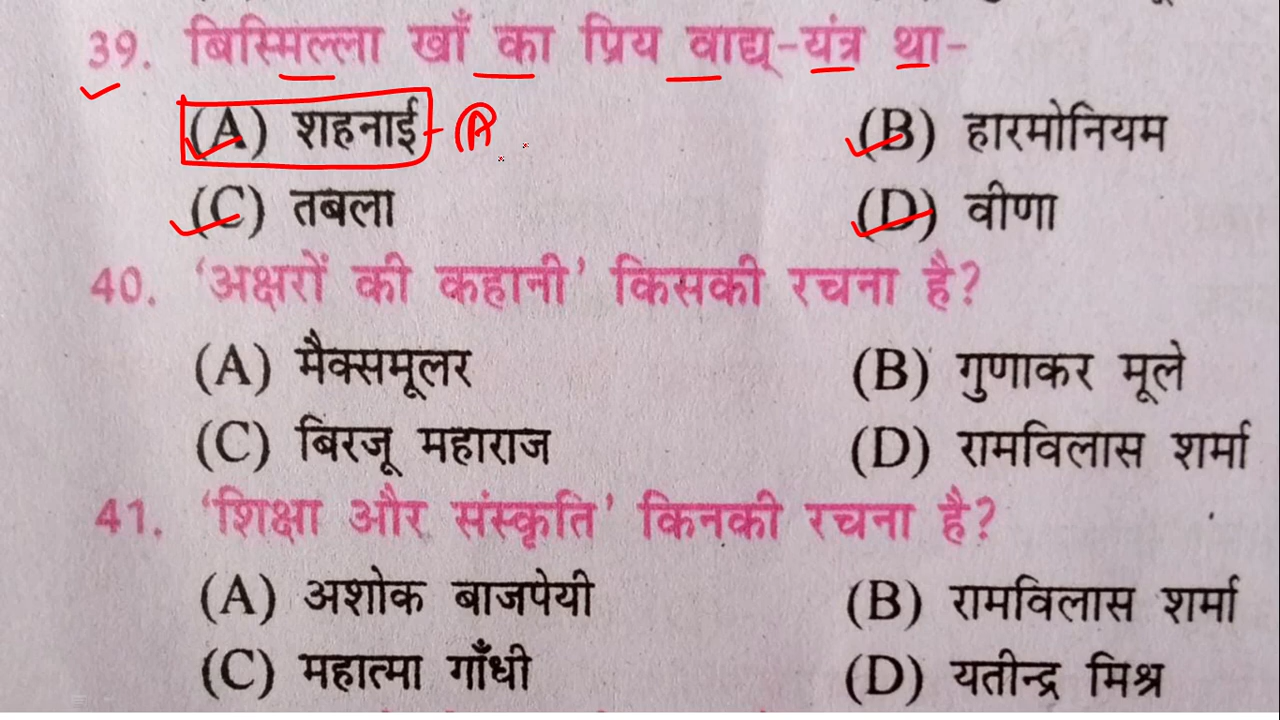 39. बिस्मिल्ला खाँ का प्रिय वाद्य्-यंत्र था-
(A) शहनाई - (A) (B) हारमोनियम
(C) तबला (D) वीणा
40. ‘अक्षरों की कहानी’ किसकी रचना है?
(A) मैक्समूलर (B) गुणाकर मूले
(C) बिरजू महाराज (D) रामविलास शर्मा
41. ‘शिक्षा और संस्कृति’ किनकी रचना है?
(A) अशोक बाजपेयी (B) रामविलास शर्मा
(C) महात्मा गाँधी (D) यतीन्द्र मिश्र